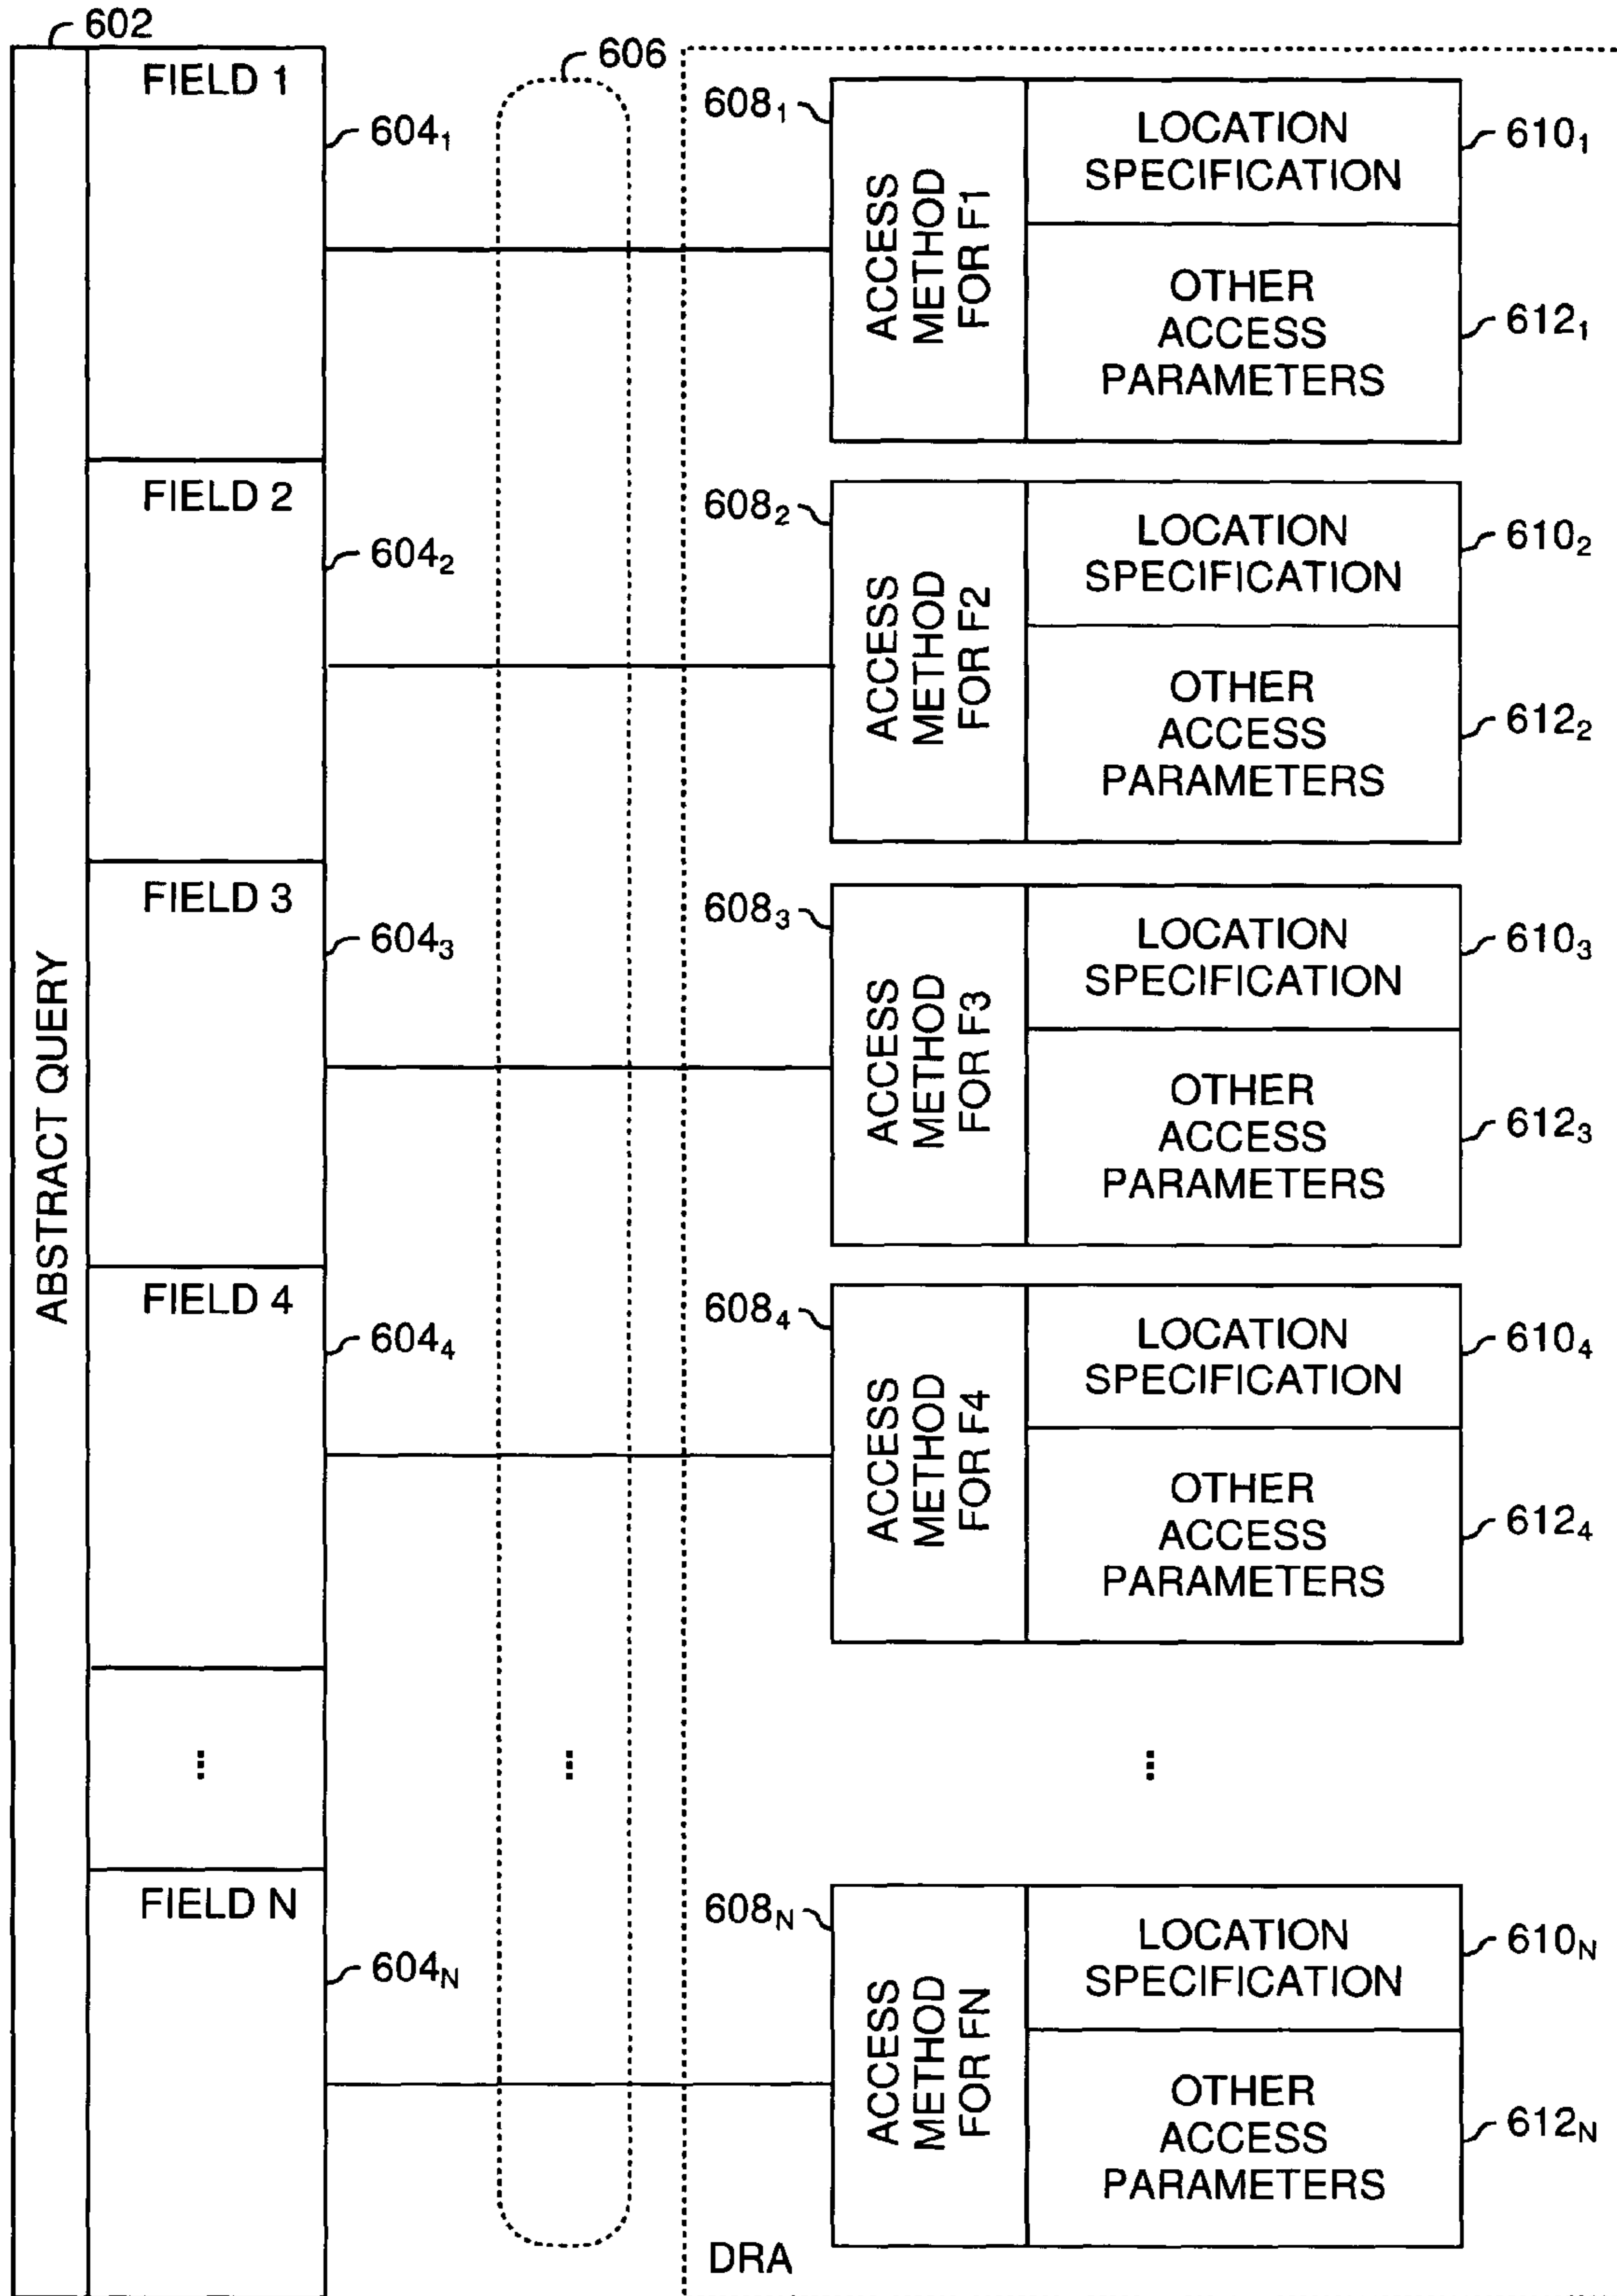 602
FIELD 1
604₁
606
608₁
ACCESS
METHOD
FOR F1
LOCATION
SPECIFICATION
610₁
OTHER
ACCESS
PARAMETERS
612₁
FIELD 2
604₂
608₂
ACCESS
METHOD
FOR F2
LOCATION
SPECIFICATION
610₂
OTHER
ACCESS
PARAMETERS
612₂
FIELD 3
604₃
608₃
ACCESS
METHOD
FOR F3
LOCATION
SPECIFICATION
610₃
OTHER
ACCESS
PARAMETERS
612₃
ABSTRACT QUERY
FIELD 4
604₄
608₄
ACCESS
METHOD
FOR F4
LOCATION
SPECIFICATION
610₄
OTHER
ACCESS
PARAMETERS
612₄
⋮
⋮
⋮
FIELD N
604N
608N
ACCESS
METHOD
FOR FN
LOCATION
SPECIFICATION
610N
OTHER
ACCESS
PARAMETERS
612N
DRA